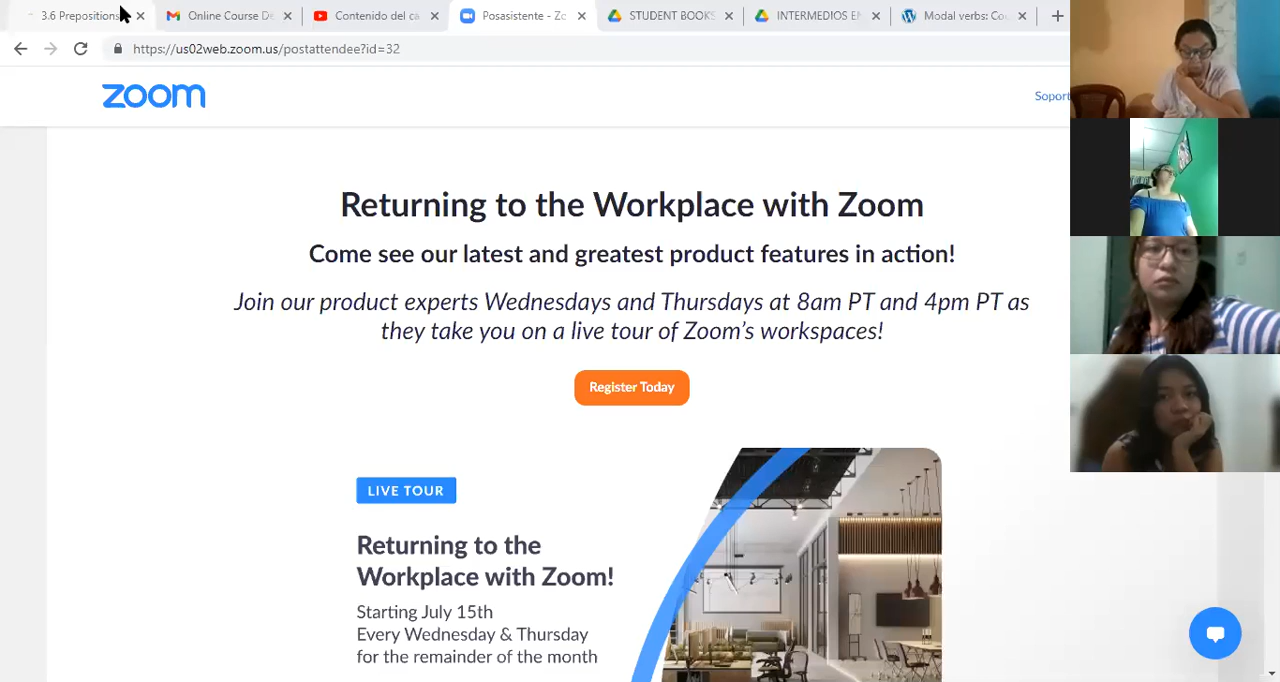 3.6 Prepositions
Online Course De
Contenido del ca
Posasistente - Zo
STUDENT BOOKS
INTERMEDIOS EN
Modal verbs: Cou
https://us02web.zoom.us/postattendee?id=32
zoom
Soport
Returning to the Workplace with Zoom
Come see our latest and greatest product features in action!
Join our product experts Wednesdays and Thursdays at 8am PT and 4pm PT as
they take you on a live tour of Zoom’s workspaces!
Register Today
LIVE TOUR
Returning to the
Workplace with Zoom!
Starting July 15th
Every Wednesday & Thursday
for the remainder of the month